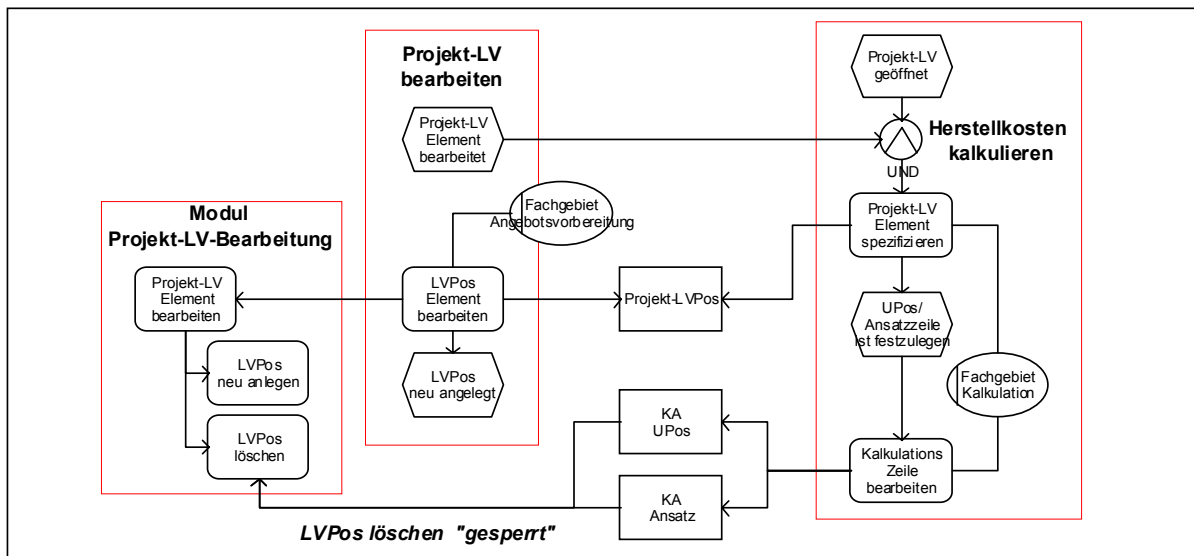 Projekt-LV
bearbeiten
Projekt-LV
Element
bearbeitet
Fachgebiet
Angebotsvorbereitung
LVPos
Element
bearbeiten
LVPos
neu angelegt
Modul
Projekt-LV-Bearbeitung
Projekt-LV
Element
bearbeiten
LVPos
neu anlegen
LVPos
löschen
Projekt-LVPos
KA
UPos
KA
Ansatz
LVPos löschen "gesperrt"
Projekt-LV
geöffnet
Herstellkosten
kalkulieren
UND
Projekt-LV
Element
spezifizieren
UPos/
Ansatzzeile
ist festzulegen
Fachgebiet
Kalkulation
Kalkulations
Zeile
bearbeiten